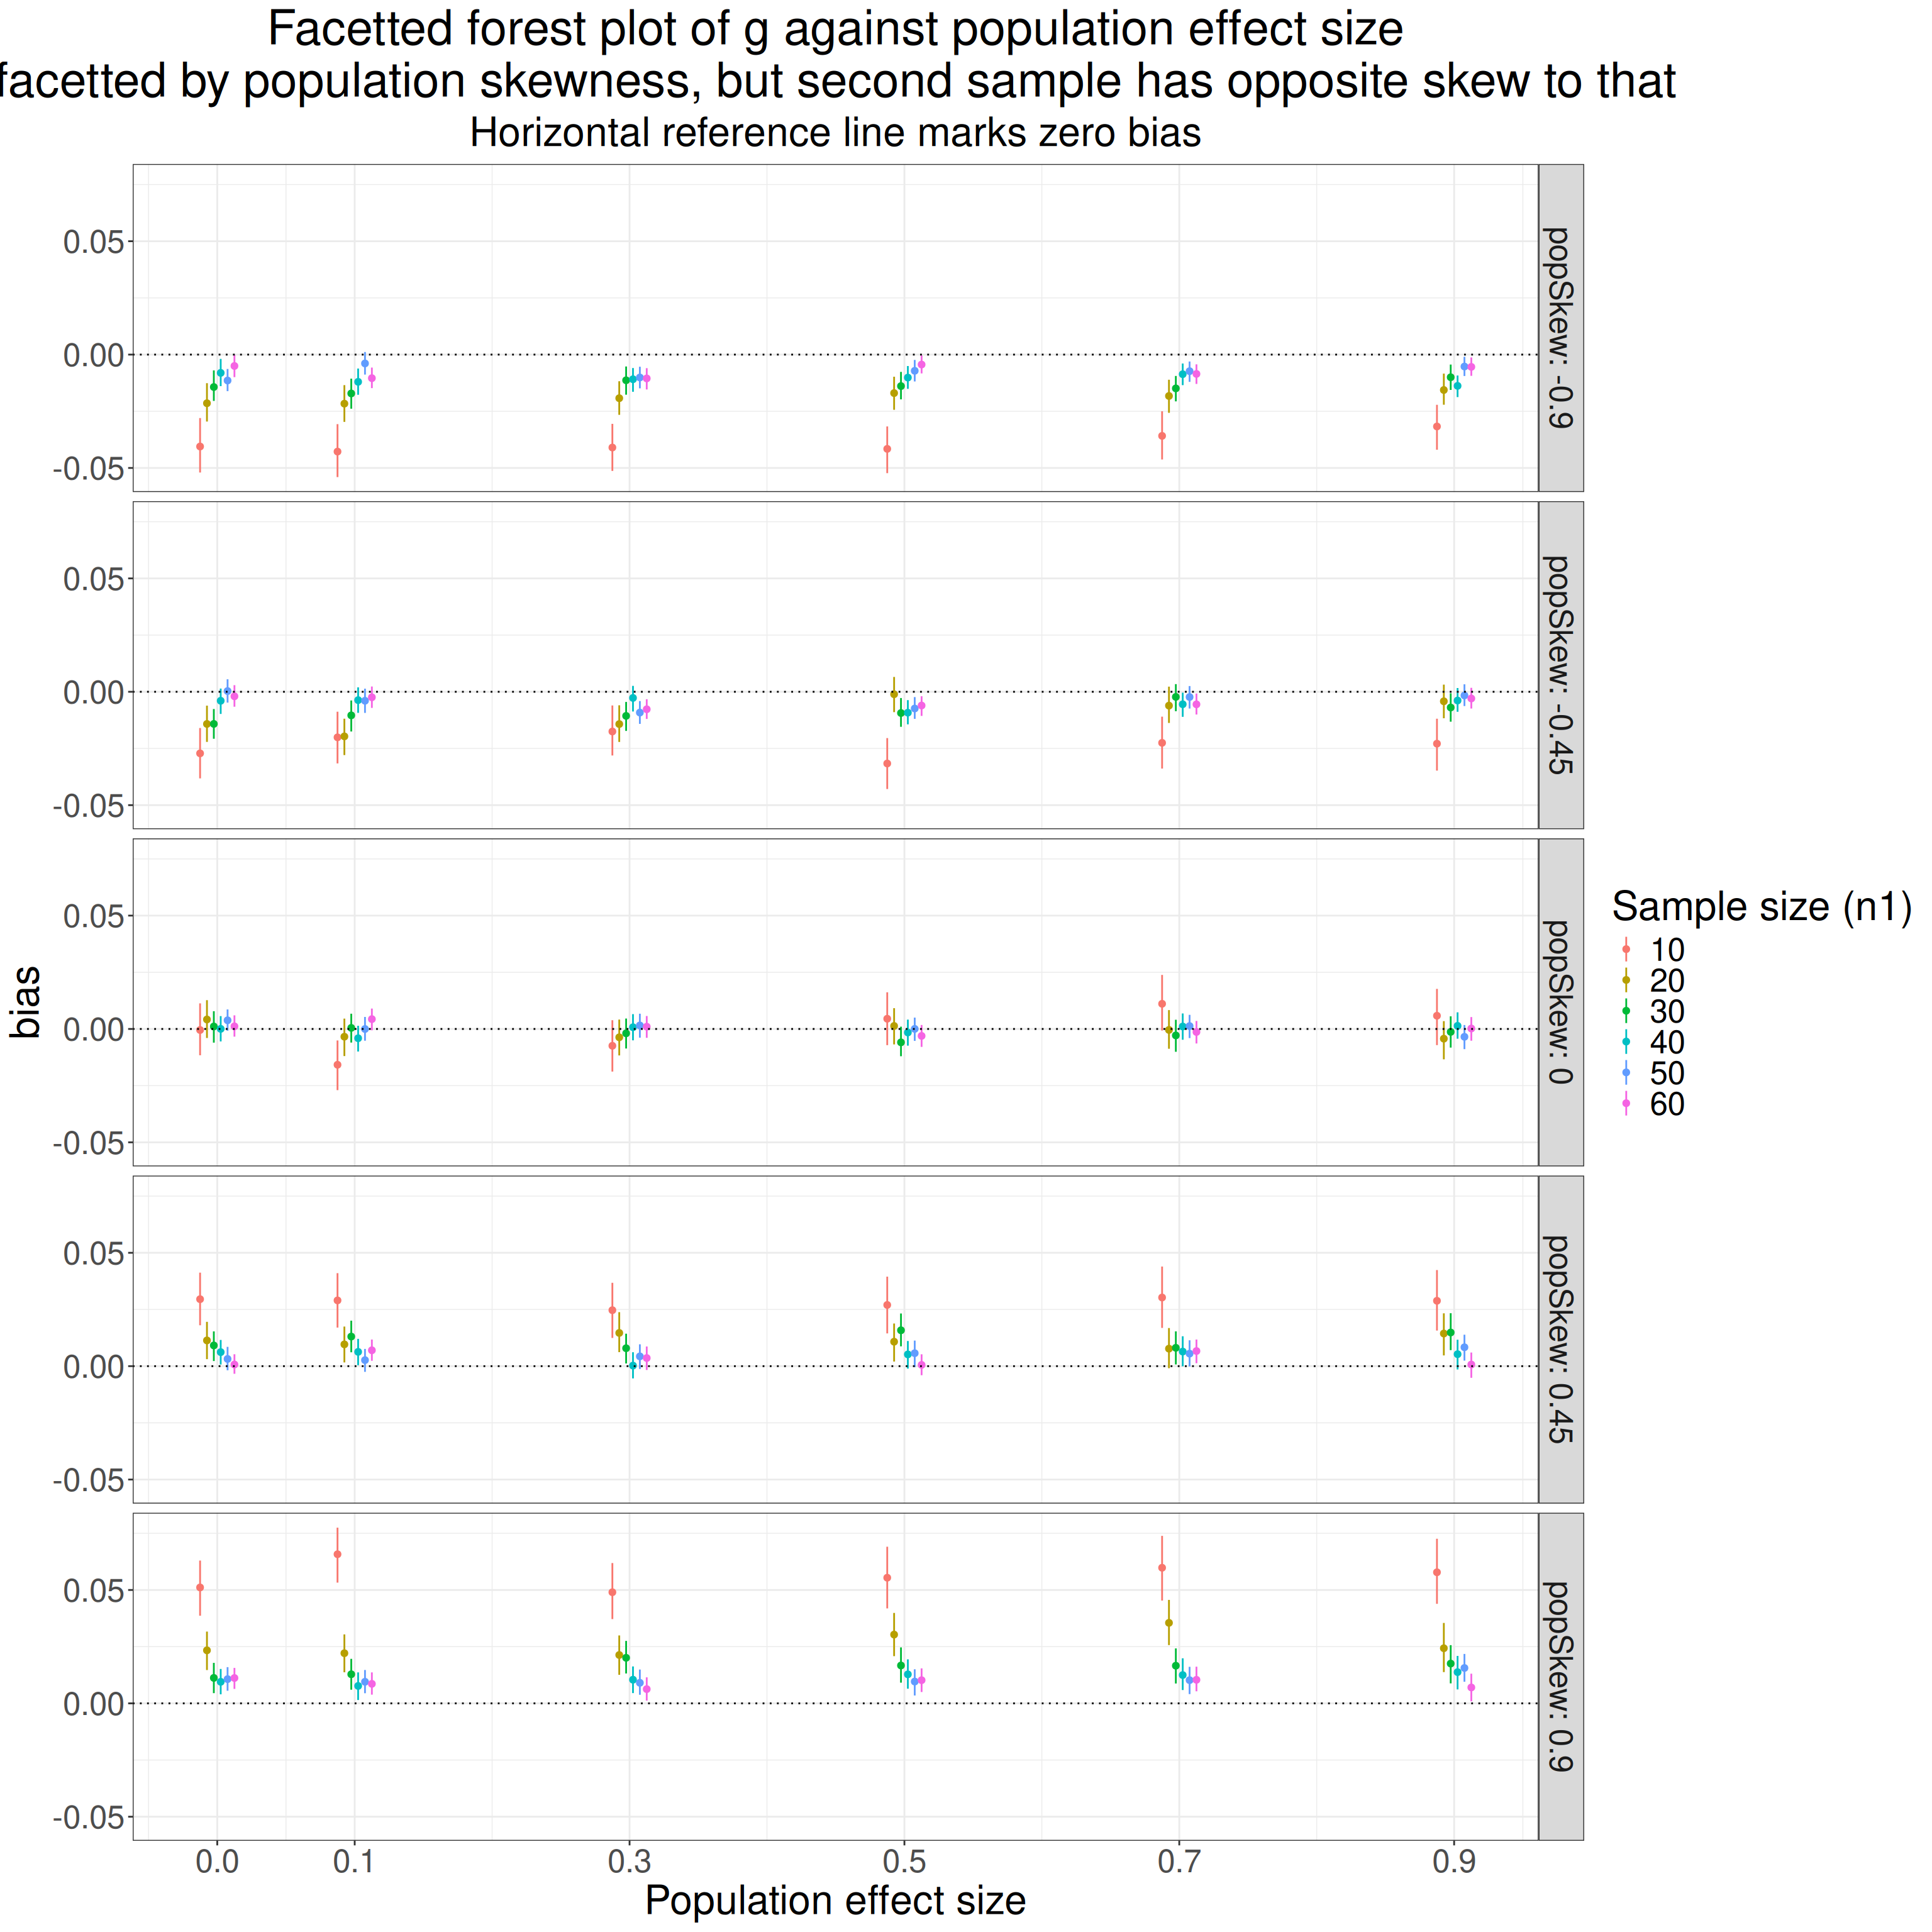 Facetted forest plot of g against population effect size
facetted by population skewness, but second sample has opposite skew to that
Horizontal reference line marks zero bias
0.05
0.00
-0.05
popSkew: -0.9
0.05
0.00
-0.05
popSkew: -0.45
0.05
0.00
-0.05
popSkew: 0
0.05
0.00
-0.05
popSkew: 0.45
0.05
0.00
-0.05
popSkew: 0.9
bias
0.0 0.1 0.3 0.5 0.7 0.9
Population effect size
Sample size (n1)
10
20
30
40
50
60